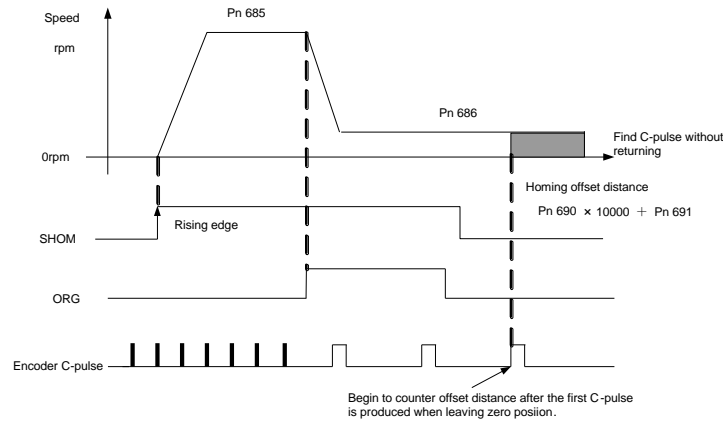 Speed
rpm
Pn 685
Pn 686
0rpm
Find C-pulse without
returning
Homing offset distance
Pn 690 × 10000 + Pn 691
Rising edge
SHOM
ORG
Encoder C-pulse
Begin to counter offset distance after the first C-pulse
is produced when leaving zero posiion.